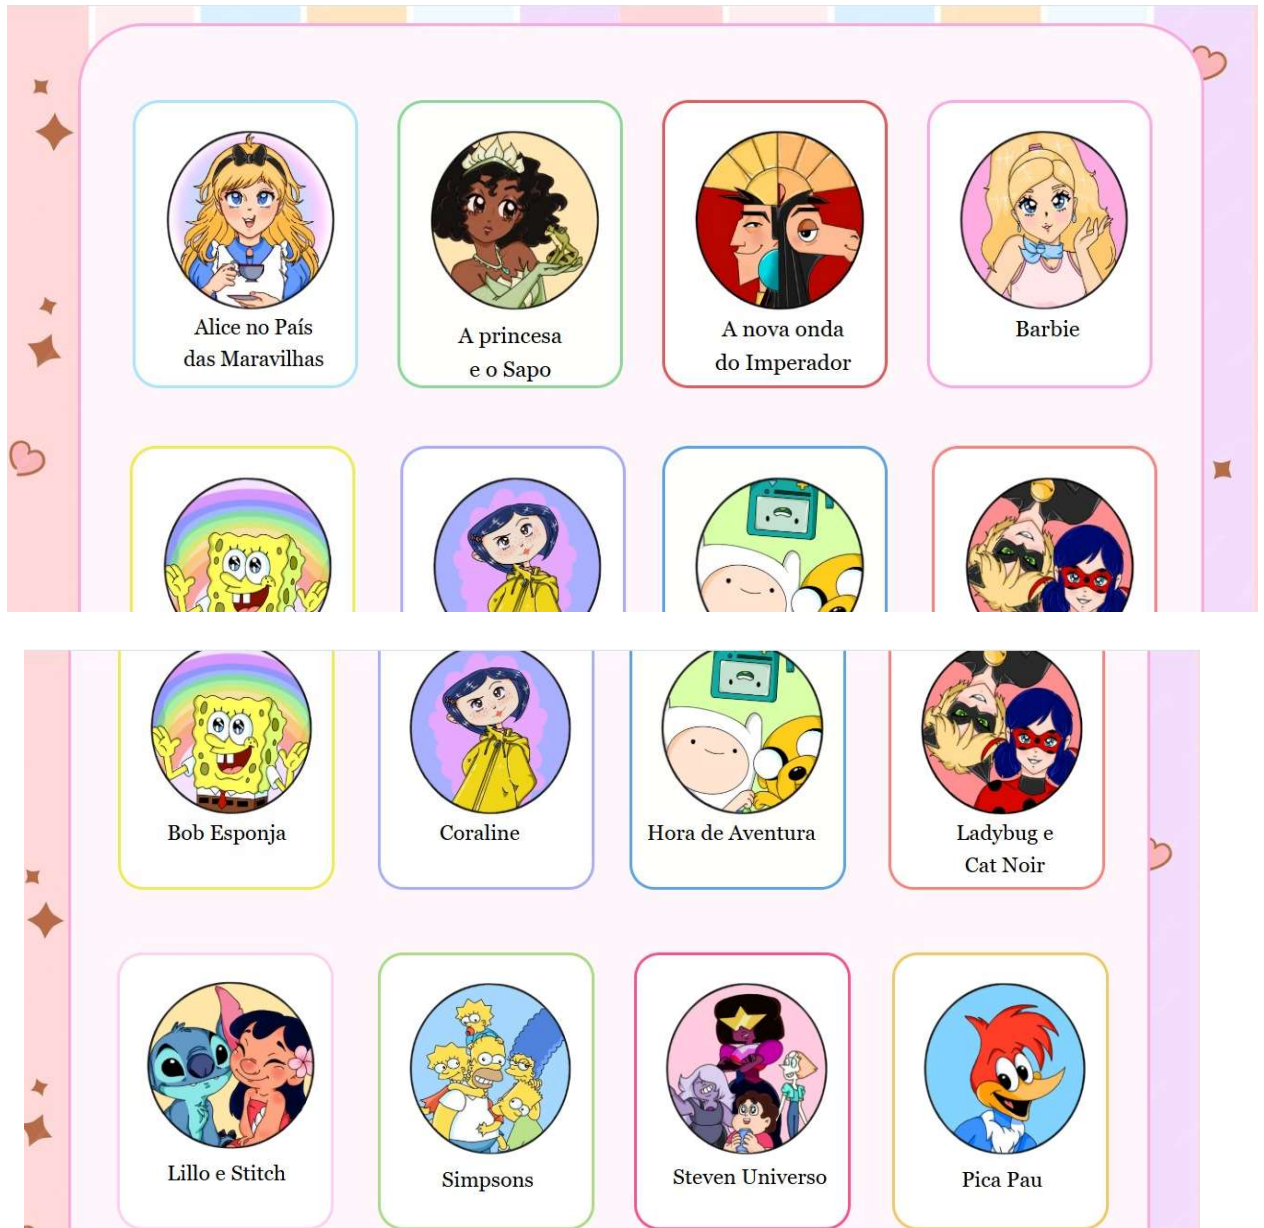 Alice no País
das Maravilhas
A princesa
e o Sapo
A nova onda
do Imperador
Barbie
Bob Esponja
Coraline
Hora de Aventura
Ladybug e
Cat Noir
Lillo e Stitch
Simpsons
Steven Universo
Pica Pau